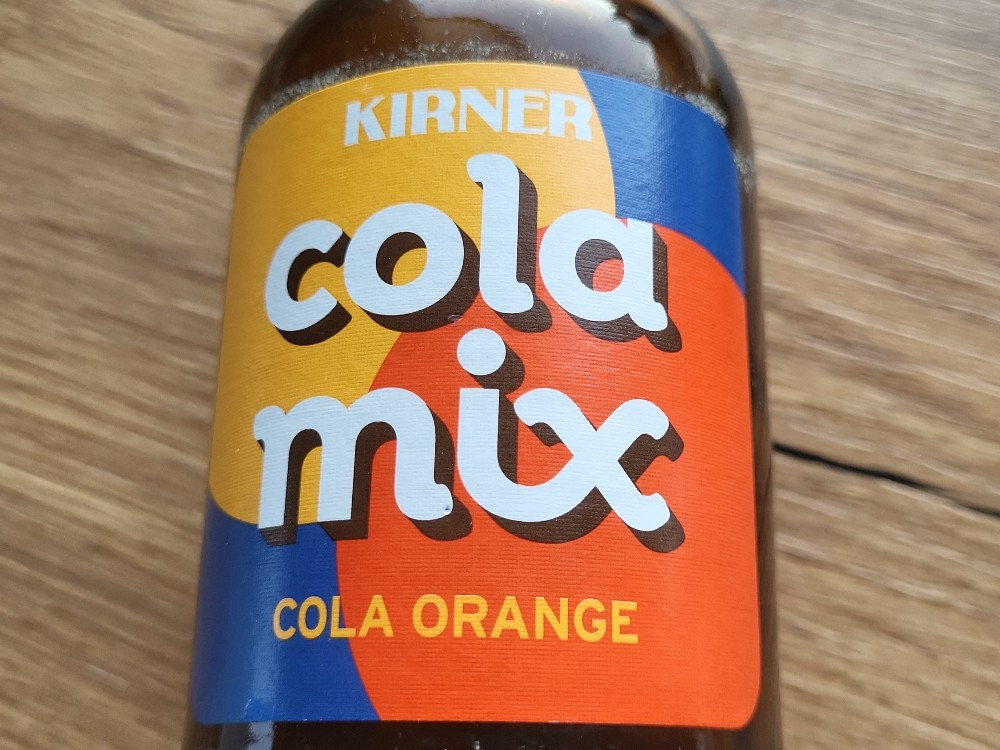 KIRNER
cola
mix
COLA ORANGE